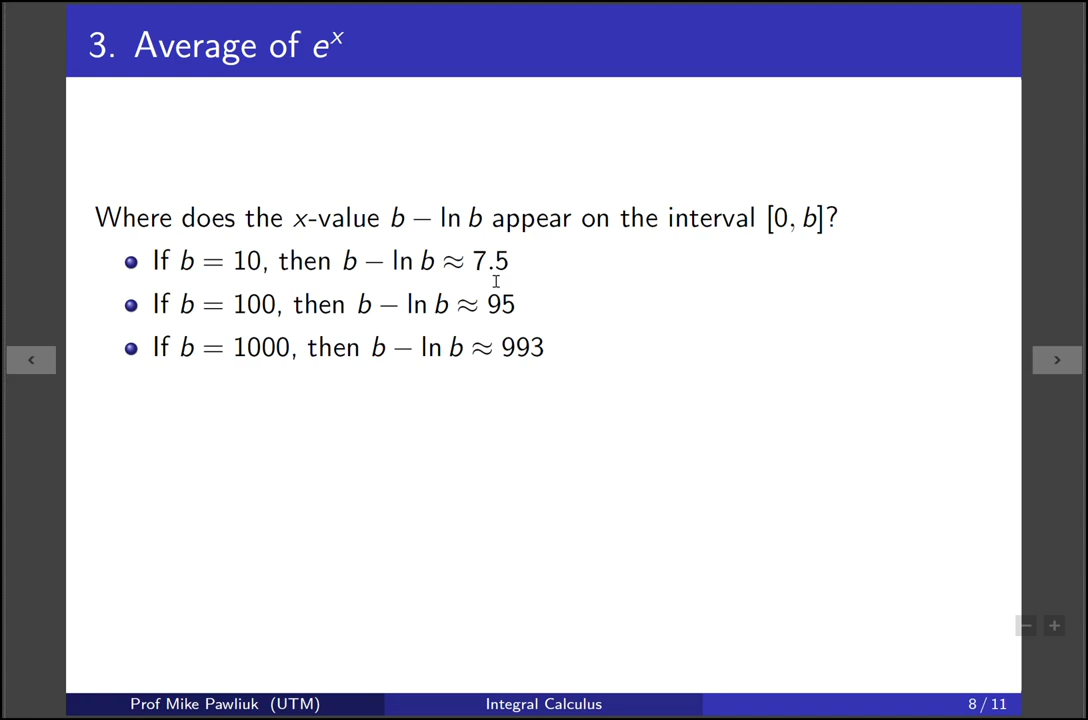 3. Average of eˣ
Where does the x-value b − ln b appear on the interval [0, b]?
If b = 10, then b − ln b ≈ 7.5
If b = 100, then b − ln b ≈ 95
If b = 1000, then b − ln b ≈ 993
Prof Mike Pawliuk (UTM) Integral Calculus 8 / 11